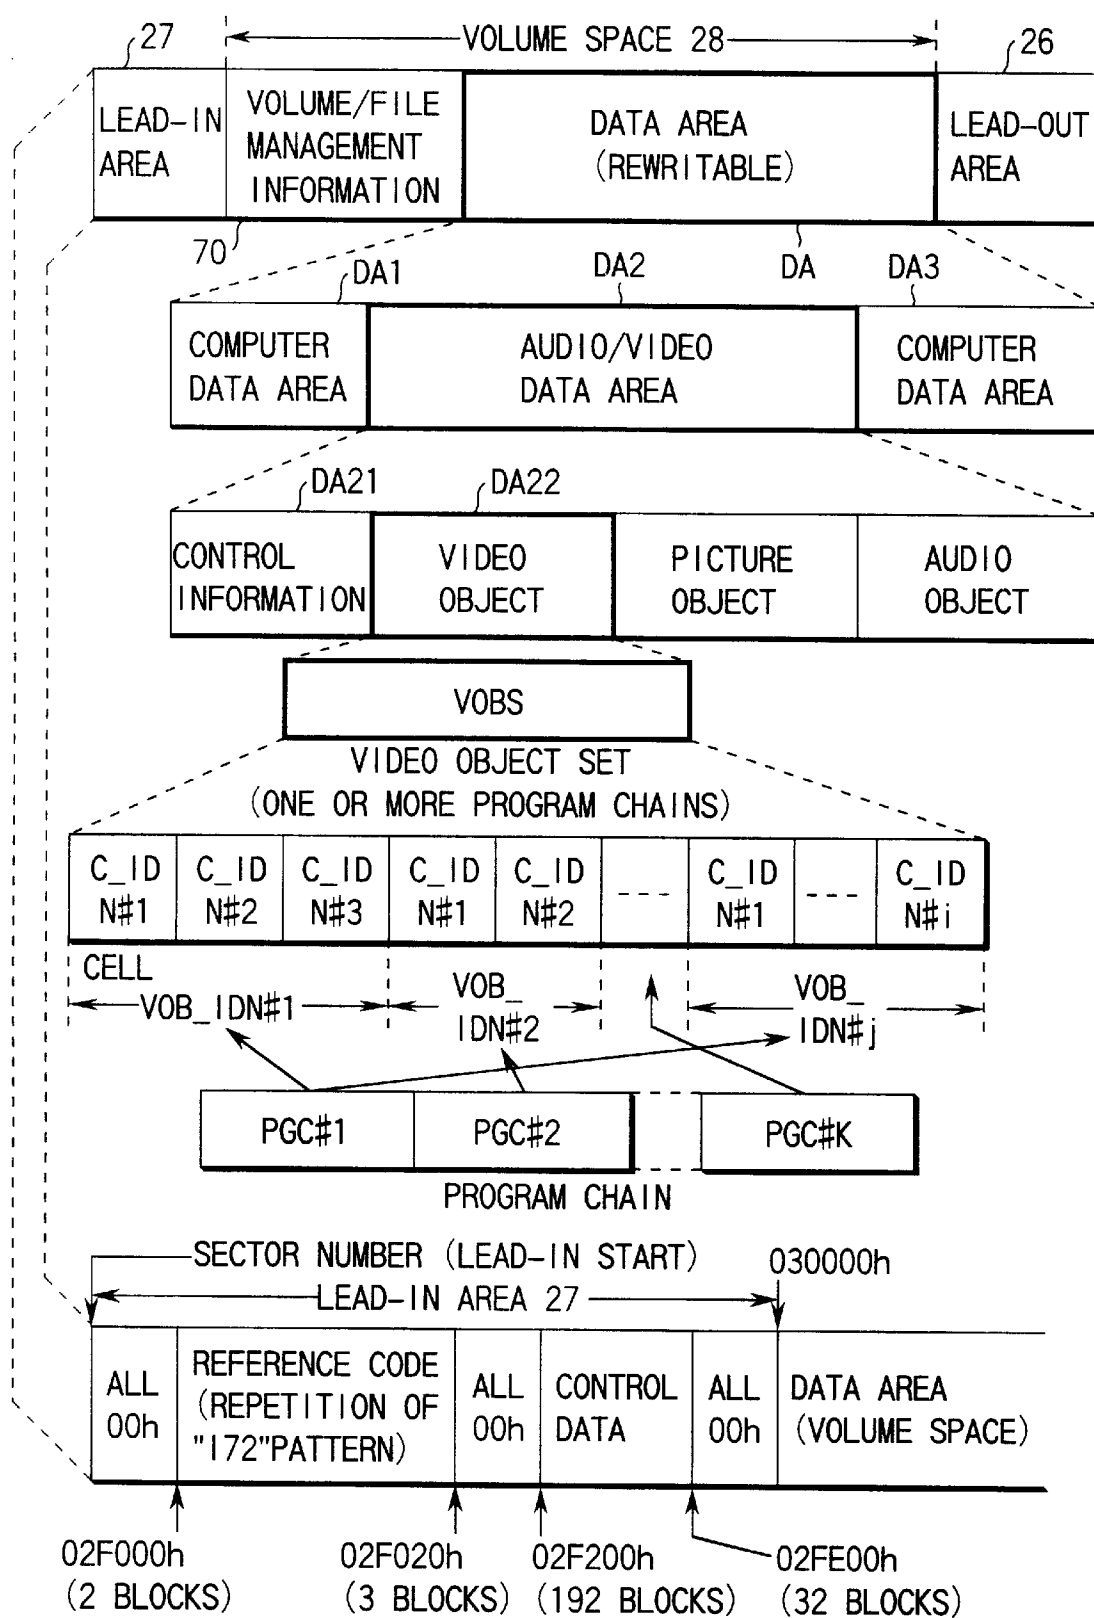 27
VOLUME SPACE 28
26
LEAD-IN
AREA
VOLUME/FILE
MANAGEMENT
INFORMATION
DATA AREA
(REWRITABLE)
LEAD-OUT
AREA
70
DA1
DA2
DA
DA3
COMPUTER
DATA AREA
AUDIO/VIDEO
DATA AREA
COMPUTER
DATA AREA
DA21
DA22
CONTROL
INFORMATION
VIDEO
OBJECT
PICTURE
OBJECT
AUDIO
OBJECT
VOBS
VIDEO OBJECT SET
(ONE OR MORE PROGRAM CHAINS)
C_ID
N#1
C_ID
N#2
C_ID
N#3
C_ID
N#1
C_ID
N#2
----
C_ID
N#1
----
C_ID
N#i
CELL
VOB_IDN#1
VOB_
IDN#2
VOB_
IDN#j
PGC#1
PGC#2
PGC#K
PROGRAM CHAIN
SECTOR NUMBER (LEAD-IN START)
030000h
LEAD-IN AREA 27
ALL
00h
REFERENCE CODE
(REPETITION OF
"172"PATTERN)
ALL
00h
CONTROL
DATA
ALL
00h
DATA AREA
(VOLUME SPACE)
02F000h
(2 BLOCKS)
02F020h
(3 BLOCKS)
02F200h
(192 BLOCKS)
02FE00h
(32 BLOCKS)